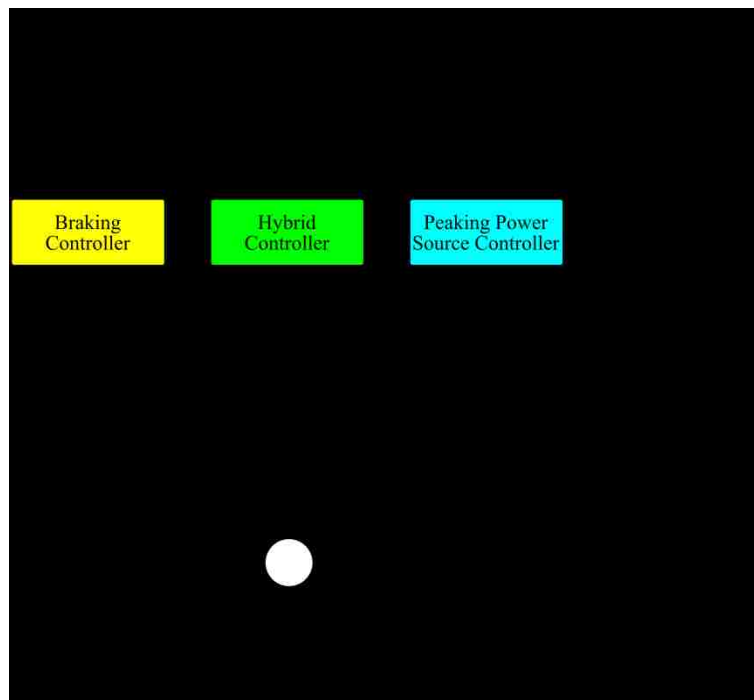 Braking
Controller
Hybrid
Controller
Peaking Power
Source Controller